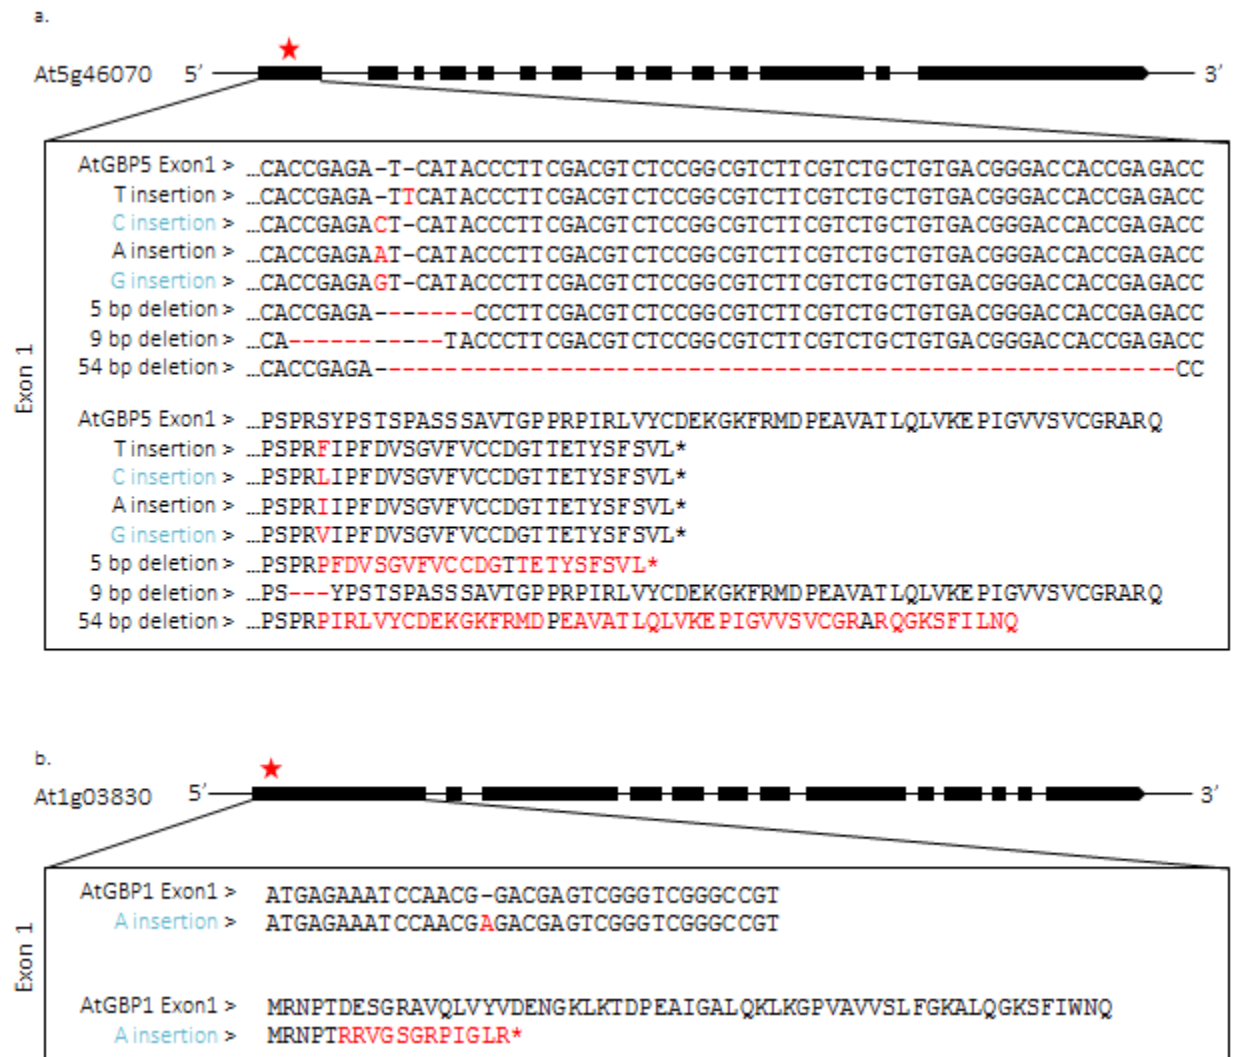 a.
At5g46070 5’ 3’
Exon 1
AtGBP5 Exon1 > …CACCGAGA-T-CATACCCTTCGACGTCTCCGGCGTCTTCGTCTGCTGTGACGGGACCACCGAGACC
T insertion > …CACCGAGA-TTCATACCCTTCGACGTCTCCGGCGTCTTCGTCTGCTGTGACGGGACCACCGAGACC
C insertion > …CACCGAGACT-CATACCCTTCGACGTCTCCGGCGTCTTCGTCTGCTGTGACGGGACCACCGAGACC
A insertion > …CACCGAGAAT-CATACCCTTCGACGTCTCCGGCGTCTTCGTCTGCTGTGACGGGACCACCGAGACC
G insertion > …CACCGAGAGT-CATACCCTTCGACGTCTCCGGCGTCTTCGTCTGCTGTGACGGGACCACCGAGACC
5 bp deletion > …CACCGAGA-------CCCTTCGACGTCTCCGGCGTCTTCGTCTGCTGTGACGGGACCACCGAGACC
9 bp deletion > …CA-----------TACCCTTCGACGTCTCCGGCGTCTTCGTCTGCTGTGACGGGACCACCGAGACC
54 bp deletion > …CACCGAGA--------------------------------------------------------CC
AtGBP5 Exon1 > …PSPRSYPSTSPASSSAVTGPPRPIRLVYCDEKGKFRMDPEAVATLQLVKEPIGVVSVCGRARQ
T insertion > …PSPRFIPFDVSGVFVCCDGTTETYSFSVL*
C insertion > …PSPRLIPFDVSGVFVCCDGTTETYSFSVL*
A insertion > …PSPRIIPFDVSGVFVCCDGTTETYSFSVL*
G insertion > …PSPRVIPFDVSGVFVCCDGTTETYSFSVL*
5 bp deletion > …PSPRPFDVSGVFVCCDGTTETYSFSVL*
9 bp deletion > …PS---YPSTSPASSSAVTGPPRPIRLVYCDEKGKFRMDPEAVATLQLVKEPIGVVSVCGRARQ
54 bp deletion > …PSPRPIRLVYCDEKGKFRMDPEAVATLQLVKEPIGVVSVCGRARQGKSFILNQ
b.
At1g03830 5’ 3’
Exon 1
AtGBP1 Exon1 > ATGAGAAATCCAACG-GACGAGTCGGGTCGGGCCGT
A insertion > ATGAGAAATCCAACGAGACGAGTCGGGTCGGGCCGT
AtGBP1 Exon1 > MRNPTDESGRAVQLVYVDENGKLKTDPEAIGALQKLKGPVAVVSLFGKALQGKSFIWNQ
A insertion > MRNPTRRVGSGRPIGLR*